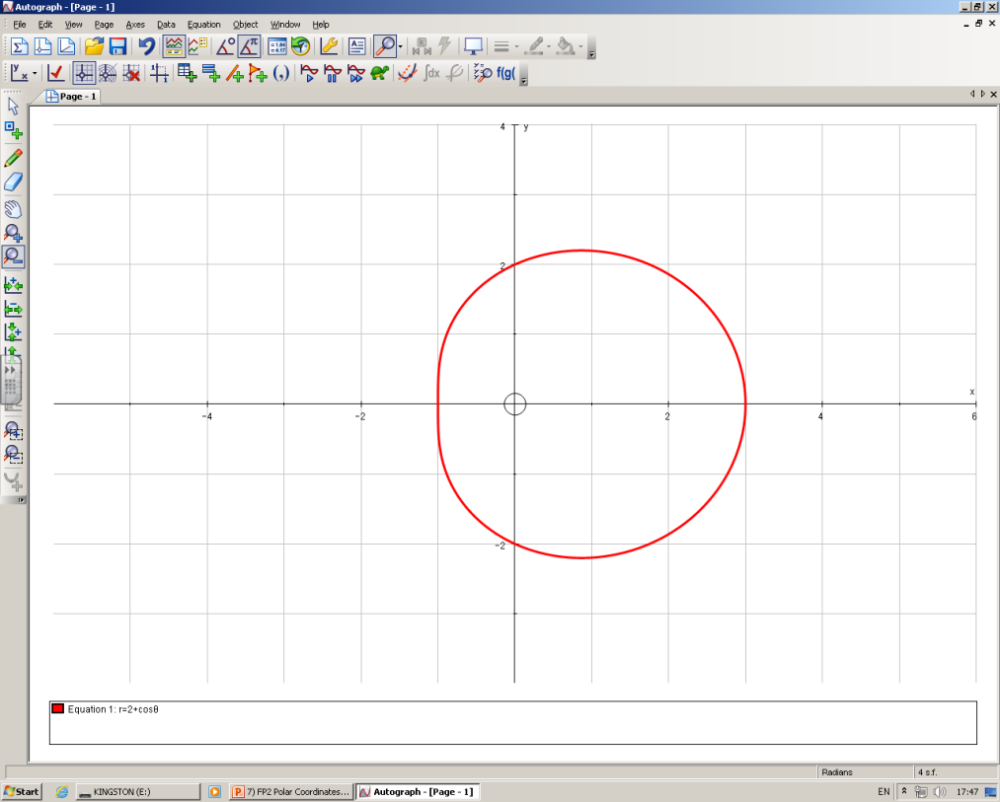 Autograph - [Page - 1]
File Edit View Page Axes Data Equation Object Window Help
f(g(
Page - 1
4 y
2
x
-4 -2 2 4 6
-2
Equation 1: r=2+cosθ
Radians 4 s.f.
Start KINGSTON (E:) 7) FP2 Polar Coordinates... Autograph - [Page - 1] EN 17:47